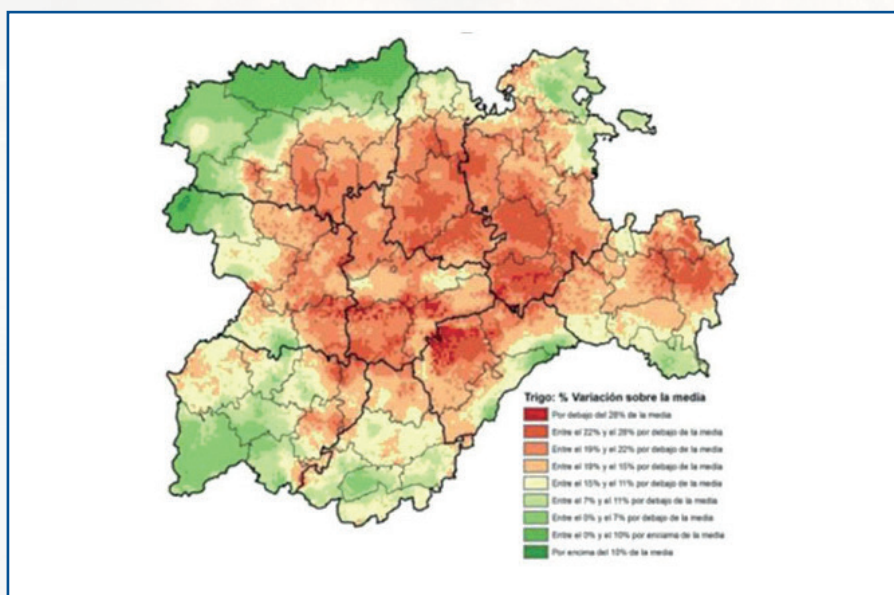 Trigo: % Variación sobre la media
Por debajo del 28% de la media
Entre el 22% y el 28% por debajo de la media
Entre el 19% y el 22% por debajo de la media
Entre el 19% y el 15% por debajo de la media
Entre el 15% y el 11% por debajo de la media
Entre el 7% y el 11% por debajo de la media
Entre el 0% y el 7% por debajo de la media
Entre el 0% y el 10% por enciama de la media
Por encima del 10% de la media